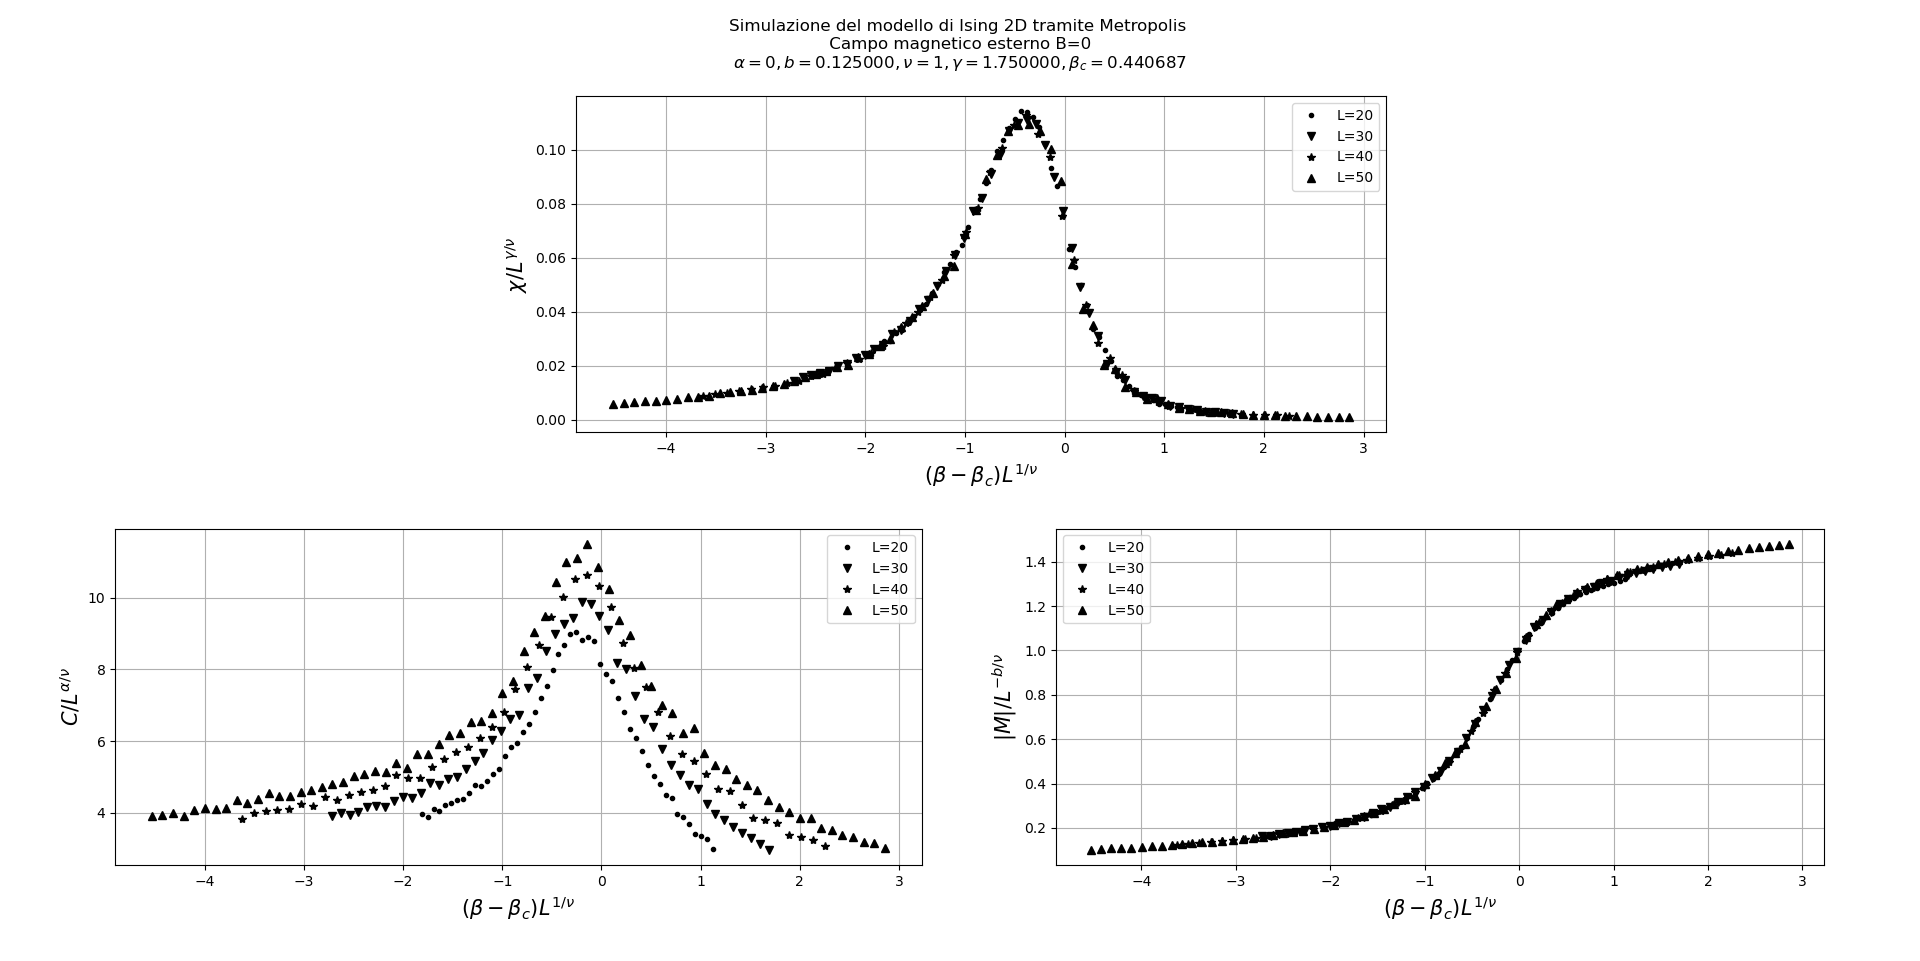 Simulazione del modello di Ising 2D tramite Metropolis
Campo magnetico esterno B=0
α = 0, b = 0.125000, ν = 1, γ = 1.750000, β_c = 0.440687
χ/L^{γ/ν}
0.10
0.08
0.06
0.04
0.02
0.00
L=20
L=30
L=40
L=50
−4 −3 −2 −1 0 1 2 3
(β − β_c)L^{1/ν}
C/L^{α/ν}
10
8
6
4
L=20
L=30
L=40
L=50
−4 −3 −2 −1 0 1 2 3
(β − β_c)L^{1/ν}
|M|/L^{−b/ν}
1.4
1.2
1.0
0.8
0.6
0.4
0.2
L=20
L=30
L=40
L=50
−4 −3 −2 −1 0 1 2 3
(β − β_c)L^{1/ν}